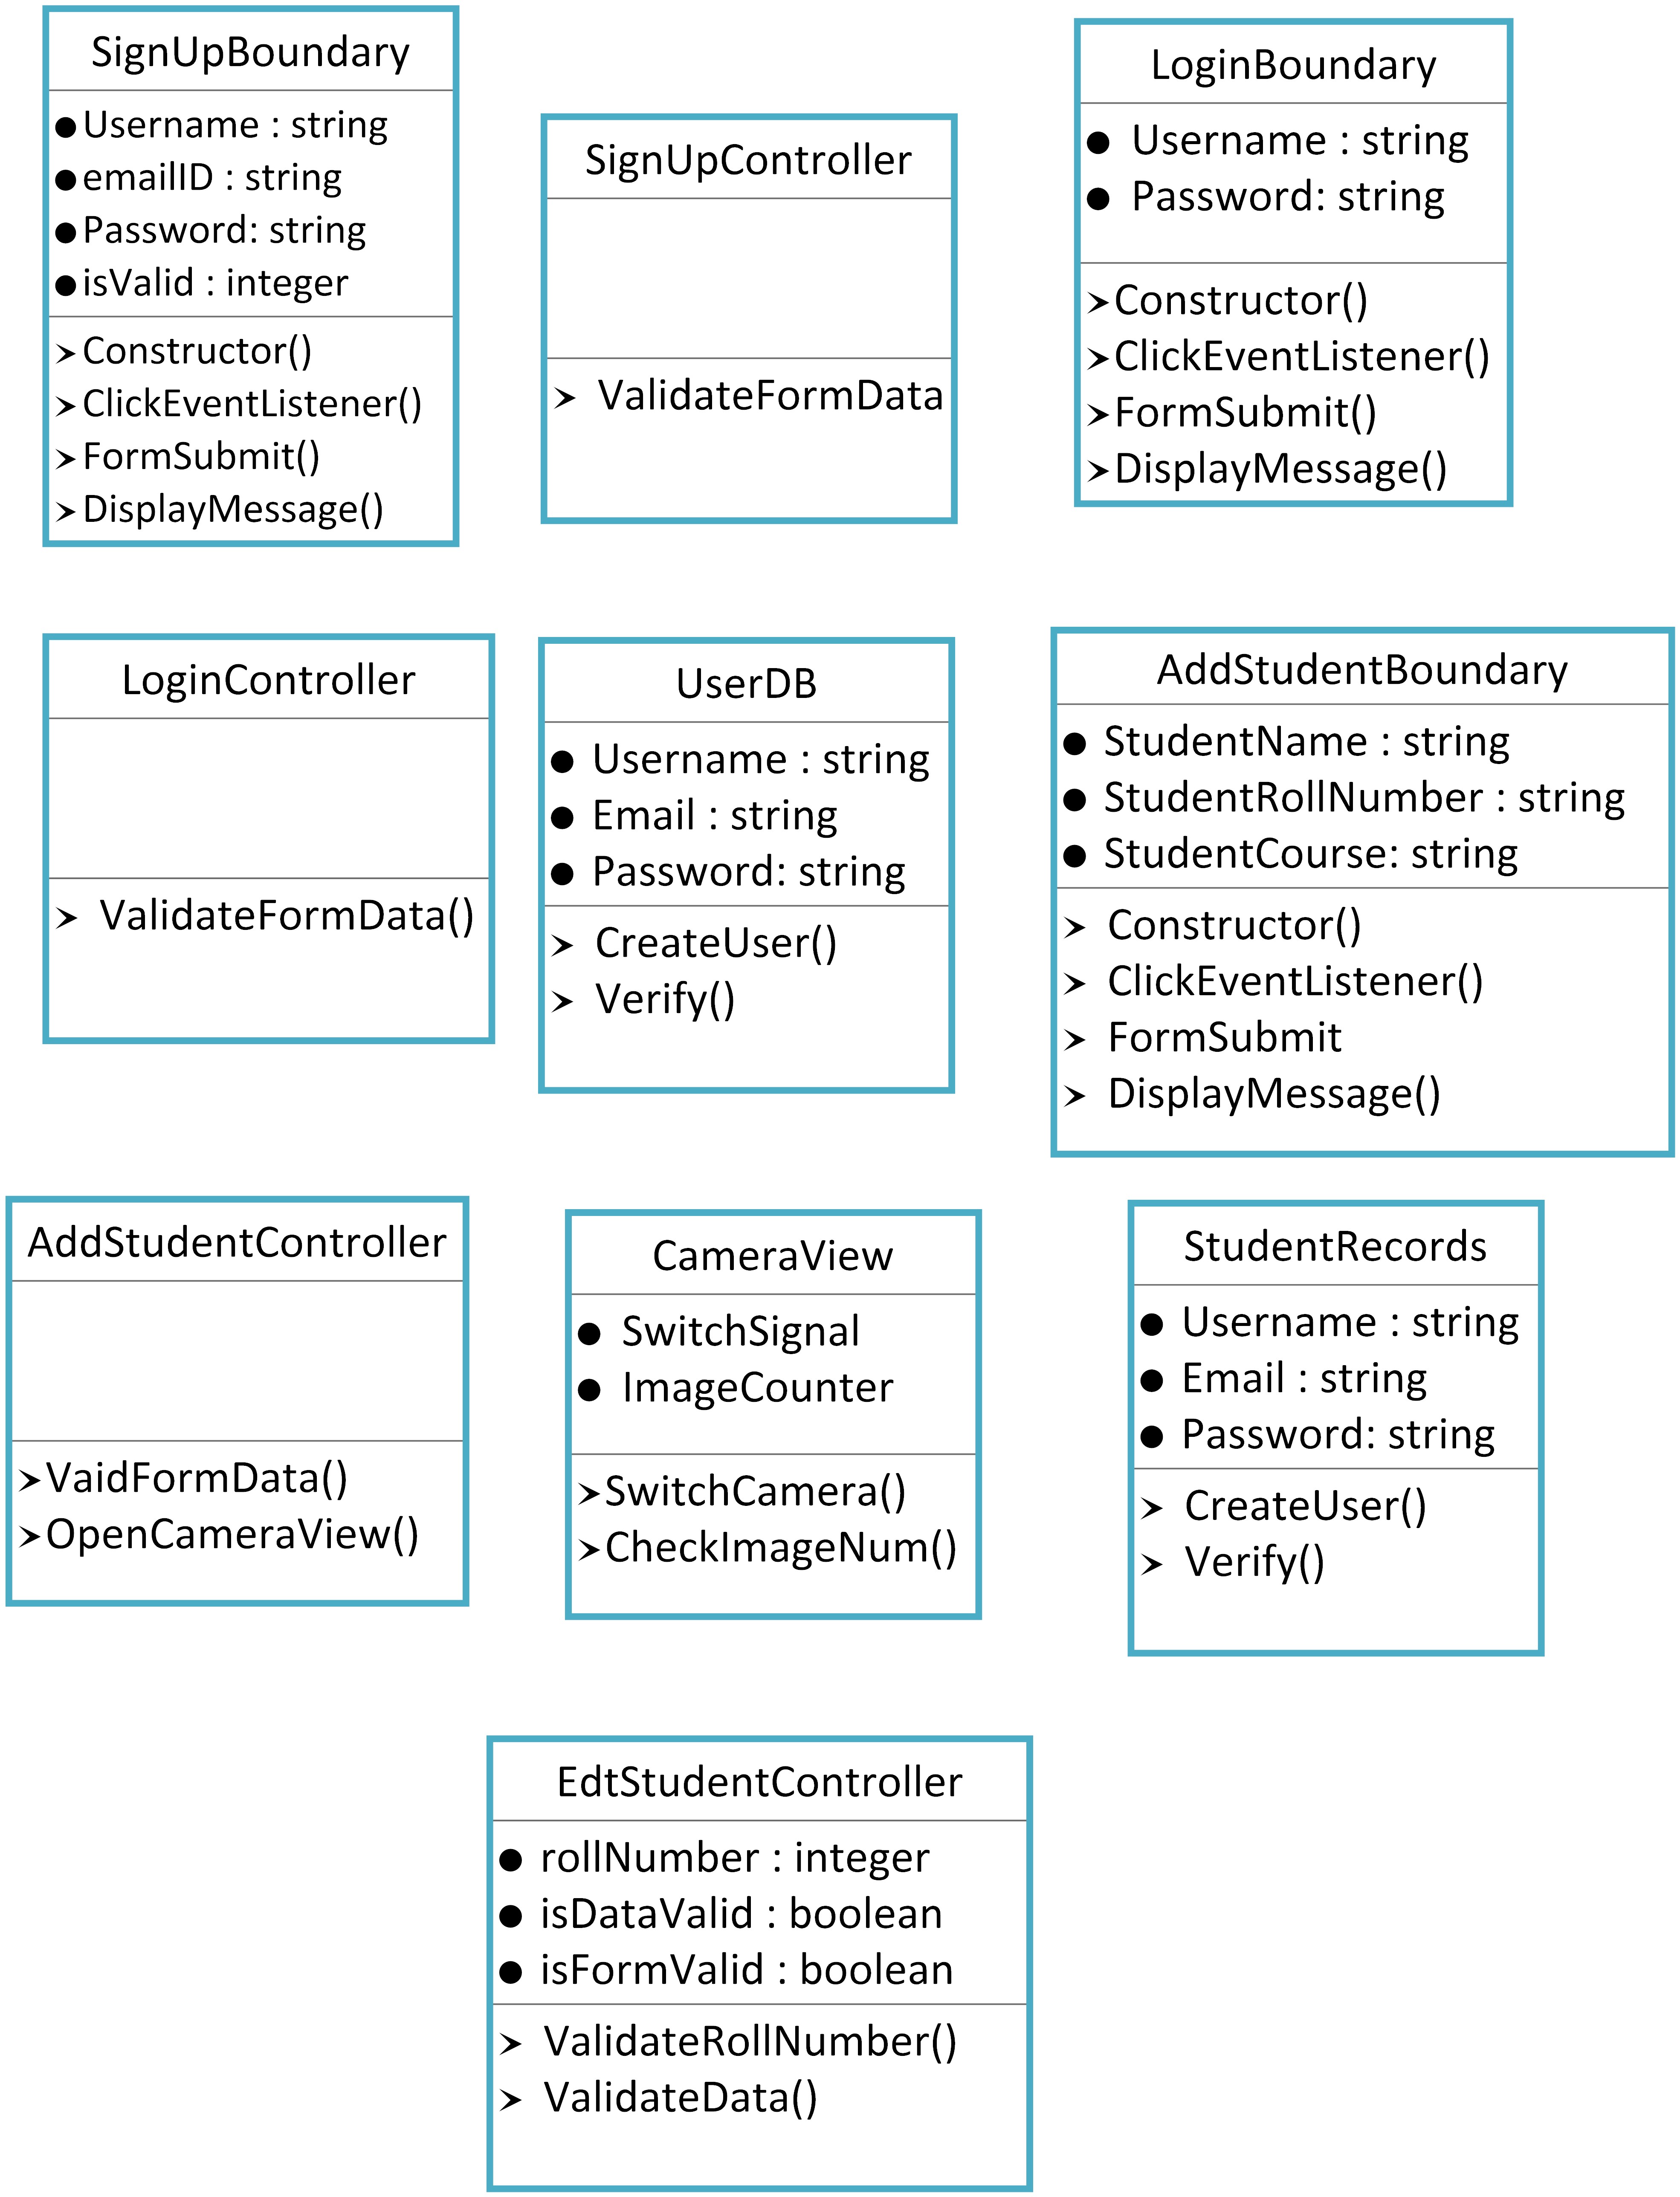 SignUpBoundary
Username : string
emailID : string
Password: string
isValid : integer
Constructor()
ClickEventListener()
FormSubmit()
DisplayMessage()
SignUpController
ValidateFormData
LoginBoundary
Username : string
Password: string
Constructor()
ClickEventListener()
FormSubmit()
DisplayMessage()
LoginController
ValidateFormData()
UserDB
Username : string
Email : string
Password: string
CreateUser()
Verify()
AddStudentBoundary
StudentName : string
StudentRollNumber : string
StudentCourse: string
Constructor()
ClickEventListener()
FormSubmit
DisplayMessage()
AddStudentController
VaidFormData()
OpenCameraView()
CameraView
SwitchSignal
ImageCounter
SwitchCamera()
CheckImageNum()
StudentRecords
Username : string
Email : string
Password: string
CreateUser()
Verify()
EdtStudentController
rollNumber : integer
isDataValid : boolean
isFormValid : boolean
ValidateRollNumber()
ValidateData()